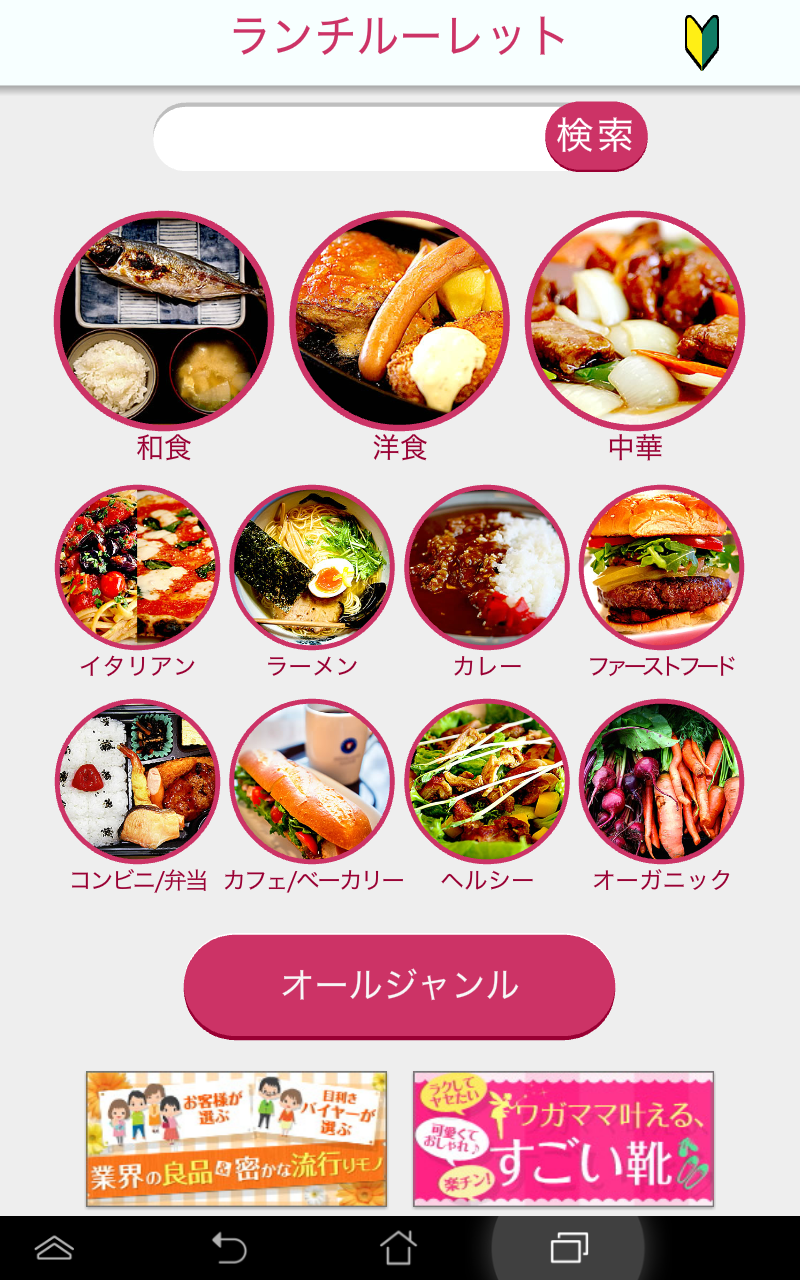 ランチルーレット
検索
和食
洋食
中華
イタリアン
ラーメン
カレー
ファーストフード
コンビニ/弁当
カフェ/ベーカリー
ヘルシー
オーガニック
オールジャンル
お客様が
選ぶ
目利き
バイヤーが
選ぶ
業界の良品&密かな流行りモノ
ラクして
ヤセたい
可愛くて
おしゃれ♪
楽チン!
ワガママ叶える、
すごい靴